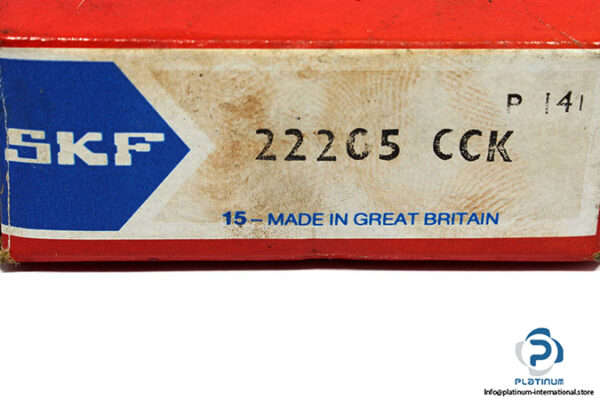 P 141
SKF
22205 CCK
15 – MADE IN GREAT BRITAIN
PLATINUM
Info@platinum-international.store